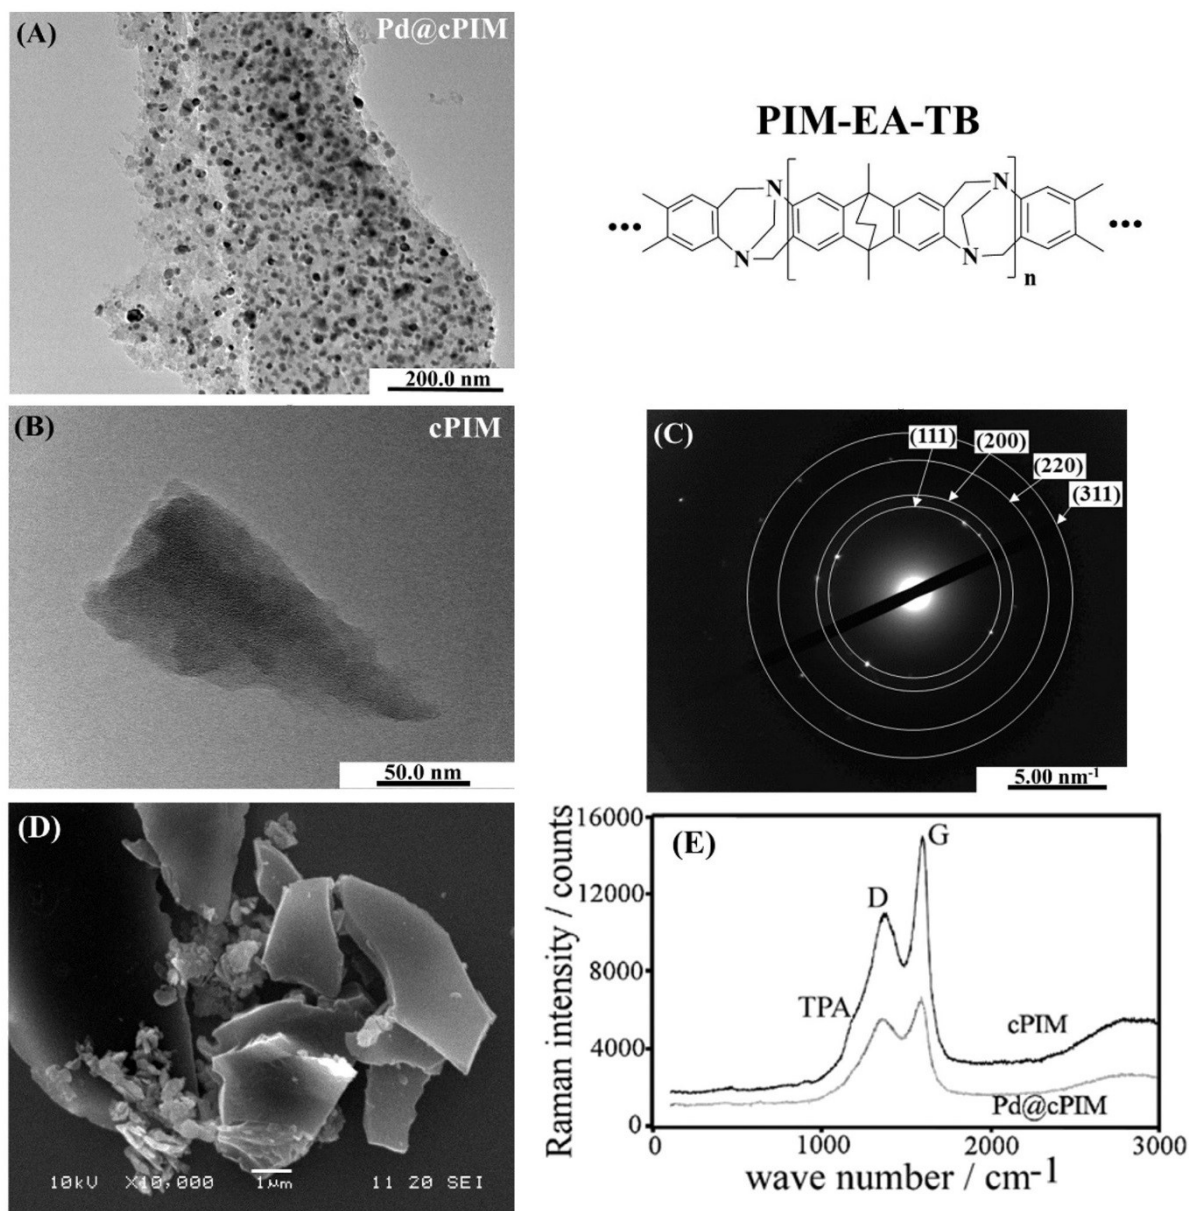 (A)
Pd@cPIM
200.0 nm
PIM-EA-TB
N
N
N
N
n
•••
•••
(B)
cPIM
50.0 nm
(C)
(111)
(200)
(220)
(311)
5.00 nm-1
(D)
10kV X10,000 1μm 11 20 SEI
(E)
16000
12000
8000
4000
0
0
1000
2000
3000
Raman intensity / counts
wave number / cm-1
TPA
D
G
cPIM
Pd@cPIM